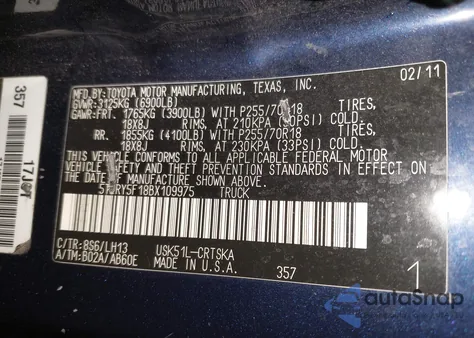 MFD.BY:TOYOTA MOTOR MANUFACTURING, TEXAS, INC.
02/11
GVWR:3125KG (6900LB)
GAWR:FRT. 1765KG (3900LB) WITH P255/70R18 TIRES,
18X8J RIMS, AT 210KPA COLD.
RR. 1855KG (4100LB) WITH P255/70R18 TIRES,
18X8J RIMS, AT 230KPA (33PSI) COLD.
THIS VEHICLE CONFORMS TO ALL APPLICABLE FEDERAL MOTOR
VEHICLE SAFETY AND THEFT PREVENTION STANDARDS IN EFFECT
ON THE DATE OF MANUFACTURE SHOWN ABOVE.
TRUCK
C/TR:8S6/LH13 USK51L-CRTSKA
A/TM:B02A/AB60E MADE IN U.S.A. 357 1
357
autoSnap